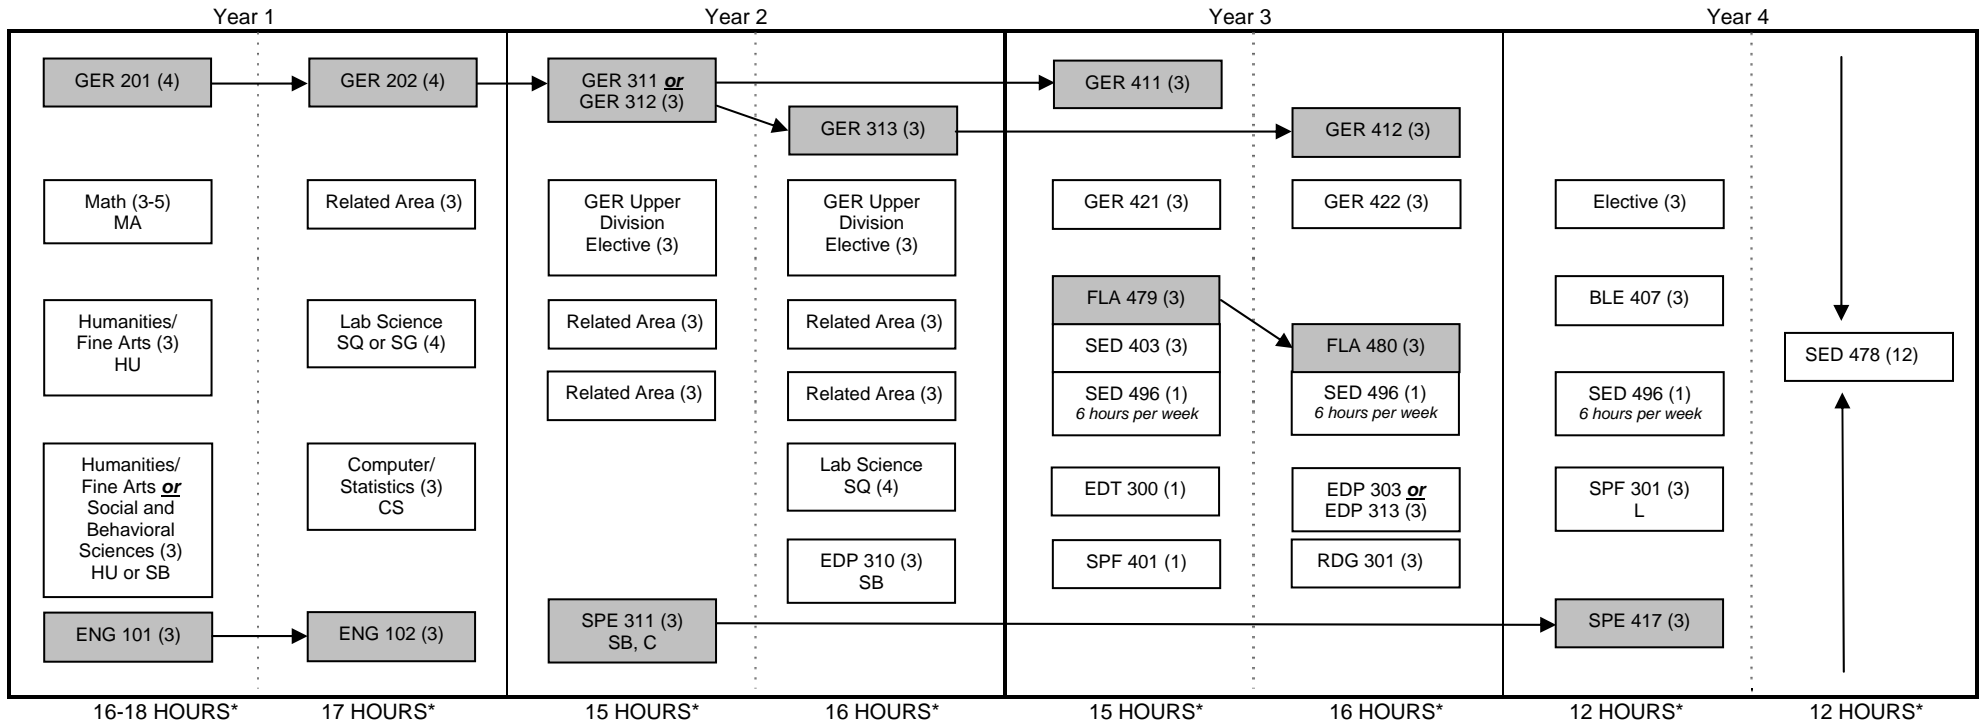 Year 1
Year 2
Year 3
Year 4
GER 201 (4)
Math (3-5)
MA
Humanities/
Fine Arts (3)
HU
Humanities/
Fine Arts or
Social and
Behavioral
Sciences (3)
HU or SB
ENG 101 (3)
16-18 HOURS*
GER 202 (4)
Related Area (3)
Lab Science
SQ or SG (4)
Computer/
Statistics (3)
CS
ENG 102 (3)
17 HOURS*
GER 311 or
GER 312 (3)
GER Upper
Division
Elective (3)
Related Area (3)
Related Area (3)
SPE 311 (3)
SB, C
15 HOURS*
GER 313 (3)
GER Upper
Division
Elective (3)
Related Area (3)
Related Area (3)
Lab Science
SQ (4)
EDP 310 (3)
SB
16 HOURS*
GER 411 (3)
GER 421 (3)
FLA 479 (3)
SED 403 (3)
SED 496 (1)
6 hours per week
EDT 300 (1)
SPF 401 (1)
15 HOURS*
GER 412 (3)
GER 422 (3)
FLA 480 (3)
SED 496 (1)
6 hours per week
EDP 303 or
EDP 313 (3)
RDG 301 (3)
16 HOURS*
Elective (3)
BLE 407 (3)
SED 496 (1)
6 hours per week
SPF 301 (3)
L
SPE 417 (3)
12 HOURS*
SED 478 (12)
12 HOURS*